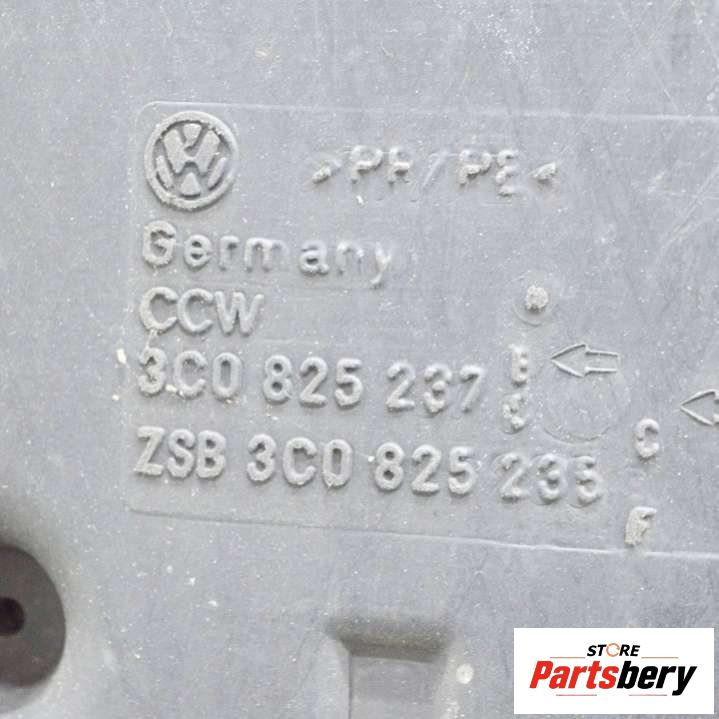 >PP/PE<
Germany
CCW
3C0 825 237
ZSB 3C0 825 235
A
B
C
F
STORE
Partsbery